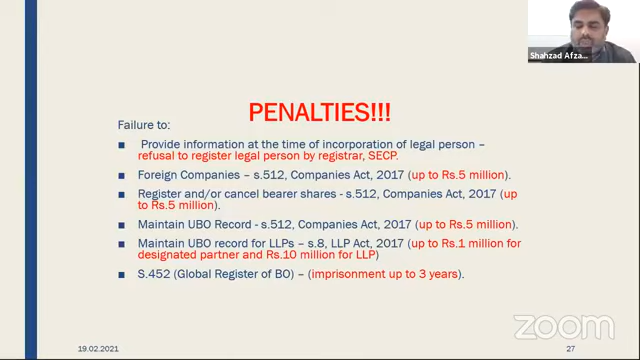 Shahzad Afza...
PENALTIES!!!
Failure to:
■ Provide information at the time of incorporation of legal person –
refusal to register legal person by registrar, SECP.
■ Foreign Companies – s.512, Companies Act, 2017 (up to Rs.5 million).
■ Register and/or cancel bearer shares - s.512, Companies Act, 2017 (up
to Rs.5 million).
■ Maintain UBO Record - s.512, Companies Act, 2017 (up to Rs.5 million).
■ Maintain UBO record for LLPs – s.8, LLP Act, 2017 (up to Rs.1 million for
designated partner and Rs.10 million for LLP)
■ S.452 (Global Register of BO) – (imprisonment up to 3 years).
19.02.2021
27
zoom